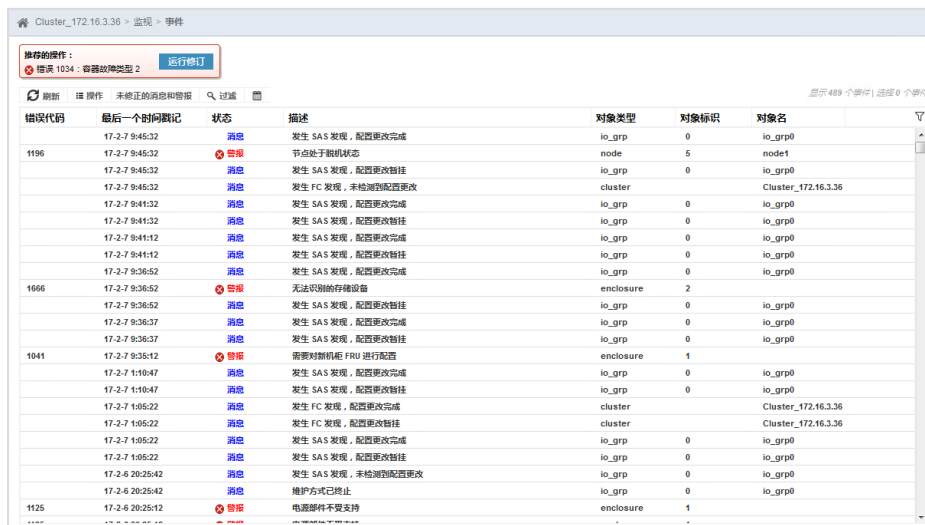 Cluster_172.16.3.36 > 监视 > 事件
推荐的操作：
错误 1034：容器故障类型 2
运行修订
刷新 操作 未修正的消息和警报 过滤
显示 489 个事件 | 选择 0 个事件
错误代码 最后一个时间戳记 状态 描述 对象类型 对象标识 对象名
17-2-7 9:45:32 消息 发生 SAS 发现，配置更改完成 io_grp 0 io_grp0
1196 17-2-7 9:45:32 警报 节点处于脱机状态 node 5 node1
17-2-7 9:45:32 消息 发生 SAS 发现，配置更改暂挂 io_grp 0 io_grp0
17-2-7 9:45:32 消息 发生 FC 发现，未检测到配置更改 cluster Cluster_172.16.3.36
17-2-7 9:41:32 消息 发生 SAS 发现，配置更改完成 io_grp 0 io_grp0
17-2-7 9:41:32 消息 发生 SAS 发现，配置更改暂挂 io_grp 0 io_grp0
17-2-7 9:41:12 消息 发生 SAS 发现，配置更改完成 io_grp 0 io_grp0
17-2-7 9:41:12 消息 发生 SAS 发现，配置更改暂挂 io_grp 0 io_grp0
17-2-7 9:36:52 消息 发生 SAS 发现，配置更改完成 io_grp 0 io_grp0
1666 17-2-7 9:36:52 警报 无法识别的存储设备 enclosure 2
17-2-7 9:36:52 消息 发生 SAS 发现，配置更改暂挂 io_grp 0 io_grp0
17-2-7 9:36:37 消息 发生 SAS 发现，配置更改完成 io_grp 0 io_grp0
17-2-7 9:36:37 消息 发生 SAS 发现，配置更改暂挂 io_grp 0 io_grp0
1041 17-2-7 9:35:12 警报 需要对新机柜 FRU 进行配置 enclosure 1
17-2-7 1:10:47 消息 发生 SAS 发现，配置更改完成 io_grp 0 io_grp0
17-2-7 1:10:47 消息 发生 SAS 发现，配置更改暂挂 io_grp 0 io_grp0
17-2-7 1:05:22 消息 发生 FC 发现，配置更改完成 cluster Cluster_172.16.3.36
17-2-7 1:05:22 消息 发生 FC 发现，配置更改暂挂 cluster Cluster_172.16.3.36
17-2-7 1:05:22 消息 发生 SAS 发现，配置更改完成 io_grp 0 io_grp0
17-2-7 1:05:22 消息 发生 SAS 发现，配置更改暂挂 io_grp 0 io_grp0
17-2-6 20:25:42 消息 发生 SAS 发现，未检测到配置更改 io_grp 0 io_grp0
17-2-6 20:25:42 消息 维护方式已终止 io_grp 0 io_grp0
1125 17-2-6 20:25:12 警报 电源部件不受支持 enclosure 1